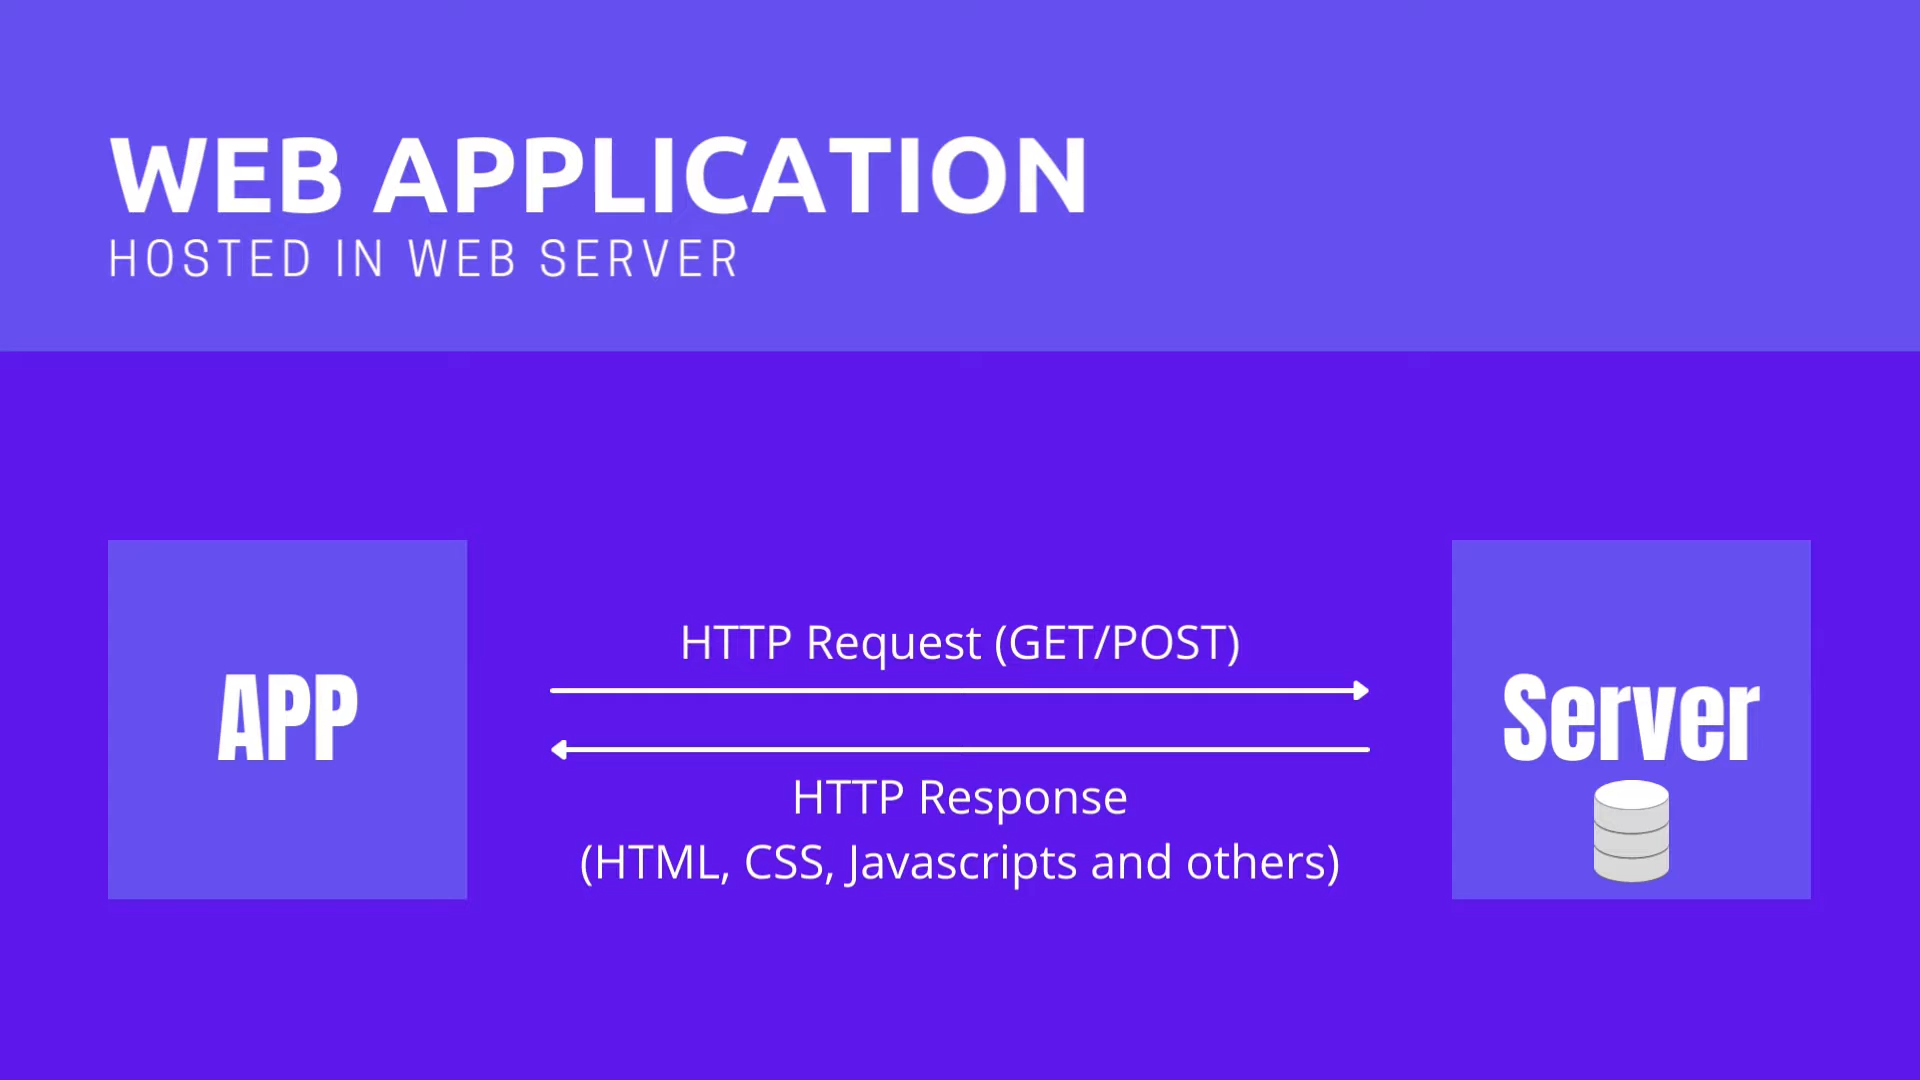 WEB APPLICATION
HOSTED IN WEB SERVER
APP
HTTP Request (GET/POST)
HTTP Response
(HTML, CSS, Javascripts and others)
Server